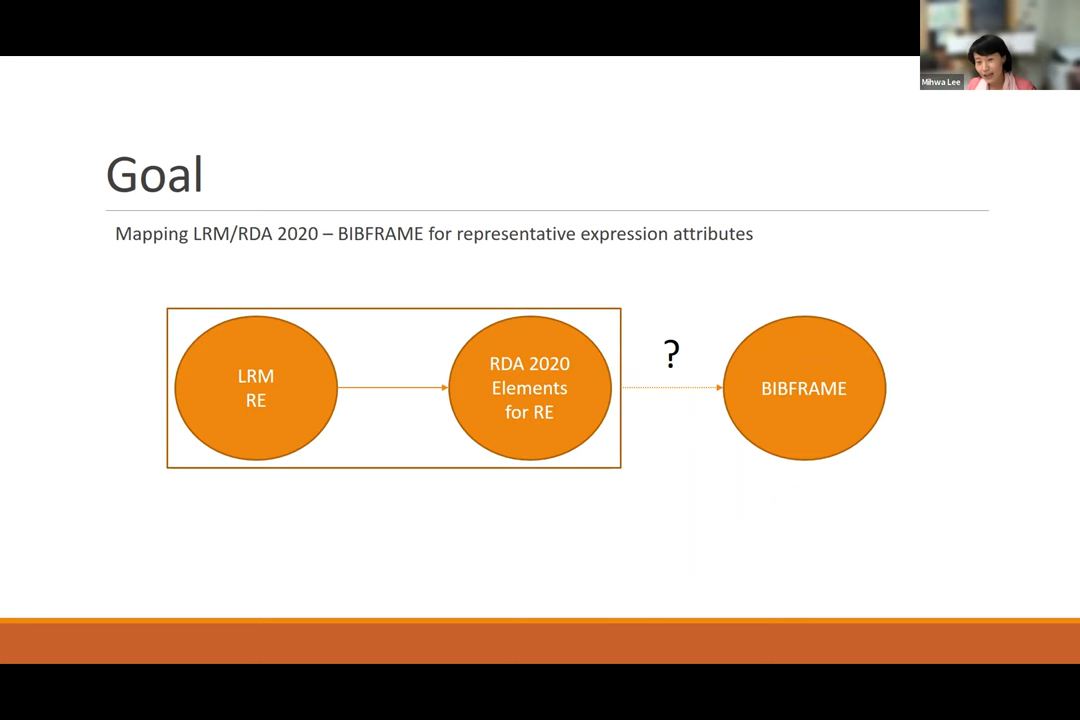 Mihwa Lee
Goal
Mapping LRM/RDA 2020 – BIBFRAME for representative expression attributes
LRM
RE
RDA 2020
Elements
for RE
?
BIBFRAME